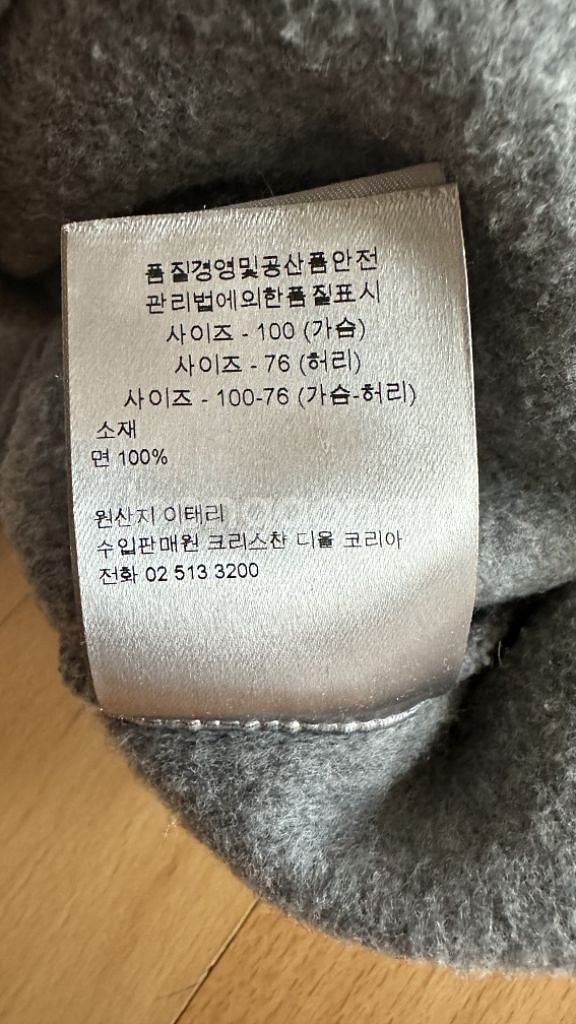 품질경영및공산품안전
관리법에의한품질표시
사이즈 - 100 (가슴)
사이즈 - 76 (허리)
사이즈 - 100-76 (가슴-허리)
소재
면 100%
원산지 이태리
수입판매원 크리스찬 디올 코리아
전화 02 513 3200